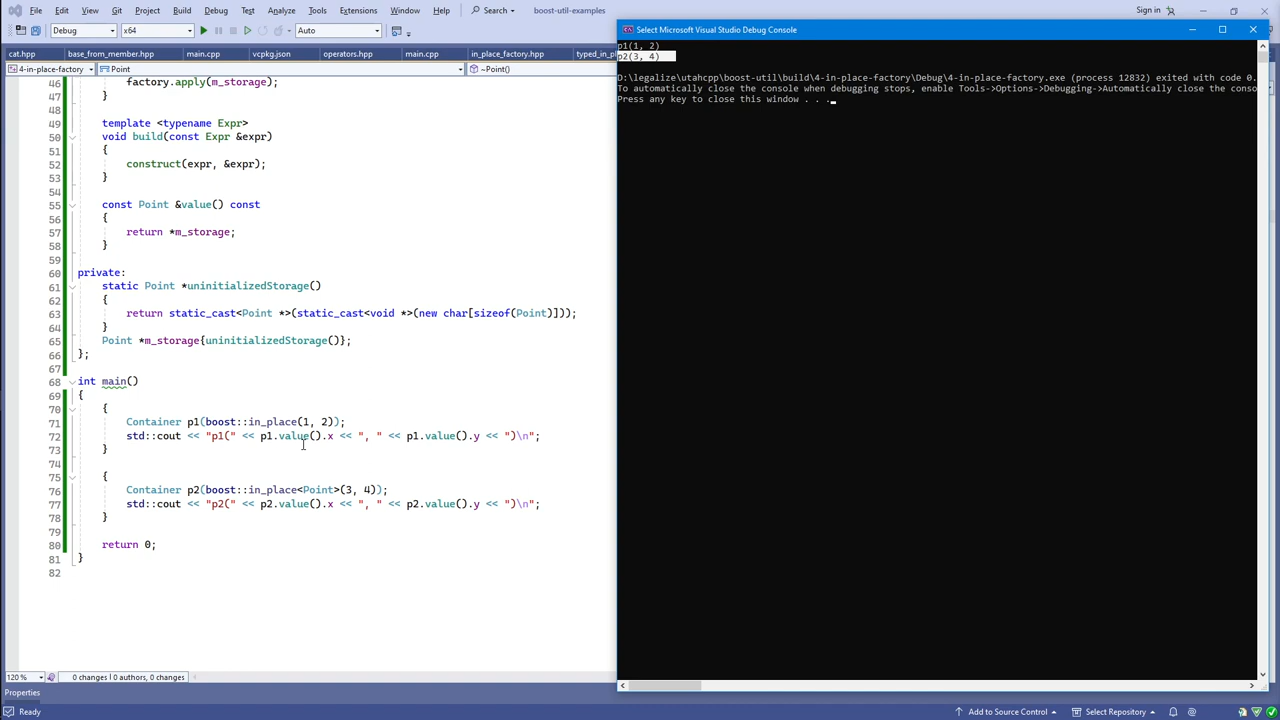 File Edit View Git Project Build Debug Test Analyze Tools Extensions Window Help Search boost-util-examples Sign in
Debug x64 Auto
cat.hpp base_from_member.hpp main.cpp vcpkg.json operators.hpp main.cpp in_place_factory.hpp typed_in_pl
4-in-place-factory Point ~Point()
46 factory.apply(m_storage);
47 }
48
49 template <typename Expr>
50 void build(const Expr &expr)
51 {
52 construct(expr, &expr);
53 }
54
55 const Point &value() const
56 {
57 return *m_storage;
58 }
59
60 private:
61 static Point *uninitializedStorage()
62 {
63 return static_cast<Point *>(static_cast<void *>(new char[sizeof(Point)]));
64 }
65 Point *m_storage{uninitializedStorage()};
66 };
67
68 int main()
69 {
70 {
71 Container p1(boost::in_place(1, 2));
72 std::cout << "p1(" << p1.value().x << ", " << p1.value().y << ")\n";
73 }
74
75 {
76 Container p2(boost::in_place<Point>(3, 4));
77 std::cout << "p2(" << p2.value().x << ", " << p2.value().y << ")\n";
78 }
79
80 return 0;
81 }
82
120 % 0 changes | 0 authors, 0 changes
Properties
Ready Add to Source Control Select Repository
Select Microsoft Visual Studio Debug Console
p1(1, 2)
p2(3, 4)
D:\legalize\utahcpp\boost-util\build\4-in-place-factory\Debug\4-in-place-factory.exe (process 12832) exited with code 0.
To automatically close the console when debugging stops, enable Tools->Options->Debugging->Automatically close the conso
Press any key to close this window . . .